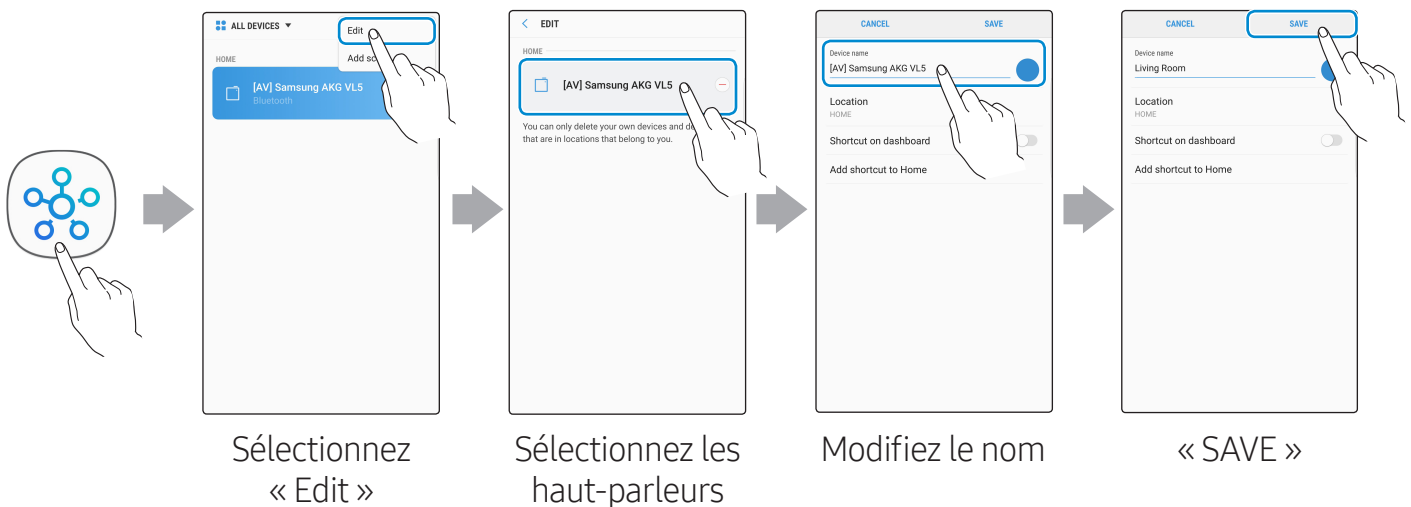 ALL DEVICES
Edit
HOME
Add
[AV] Samsung AKG VL5
Bluetooth
Sélectionnez
« Edit »
EDIT
HOME
[AV] Samsung AKG VL5
You can only delete your own devices and
that are in locations that belong to you.
Sélectionnez les
haut-parleurs
CANCEL SAVE
Device name
[AV] Samsung AKG VL5
Location
HOME
Shortcut on dashboard
Add shortcut to Home
Modifiez le nom
CANCEL SAVE
Device name
Living Room
Location
HOME
Shortcut on dashboard
Add shortcut to Home
« SAVE »